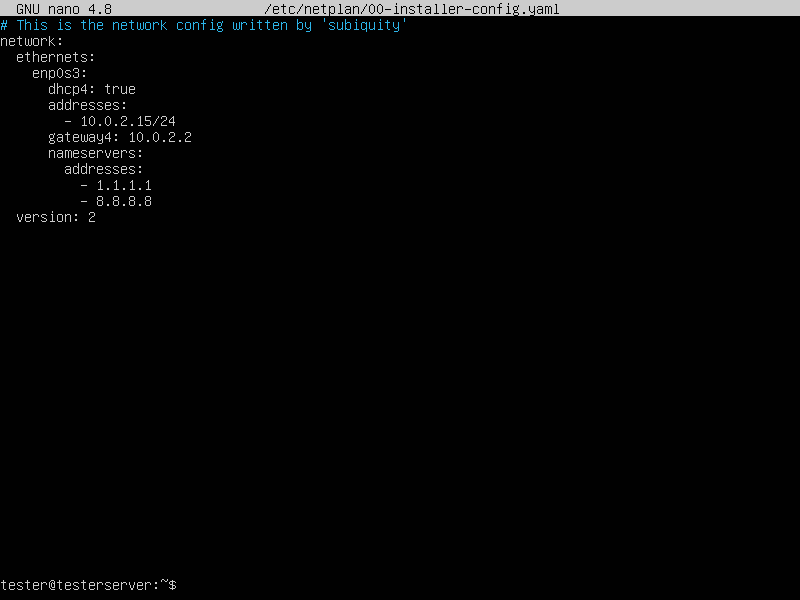 GNU nano 4.8 /etc/netplan/00-installer-config.yaml
# This is the network config written by 'subiquity'
network:
  ethernets:
    enp0s3:
      dhcp4: true
      addresses:
        - 10.0.2.15/24
      gateway4: 10.0.2.2
      nameservers:
        addresses:
          - 1.1.1.1
          - 8.8.8.8
  version: 2
tester@testerserver:~$